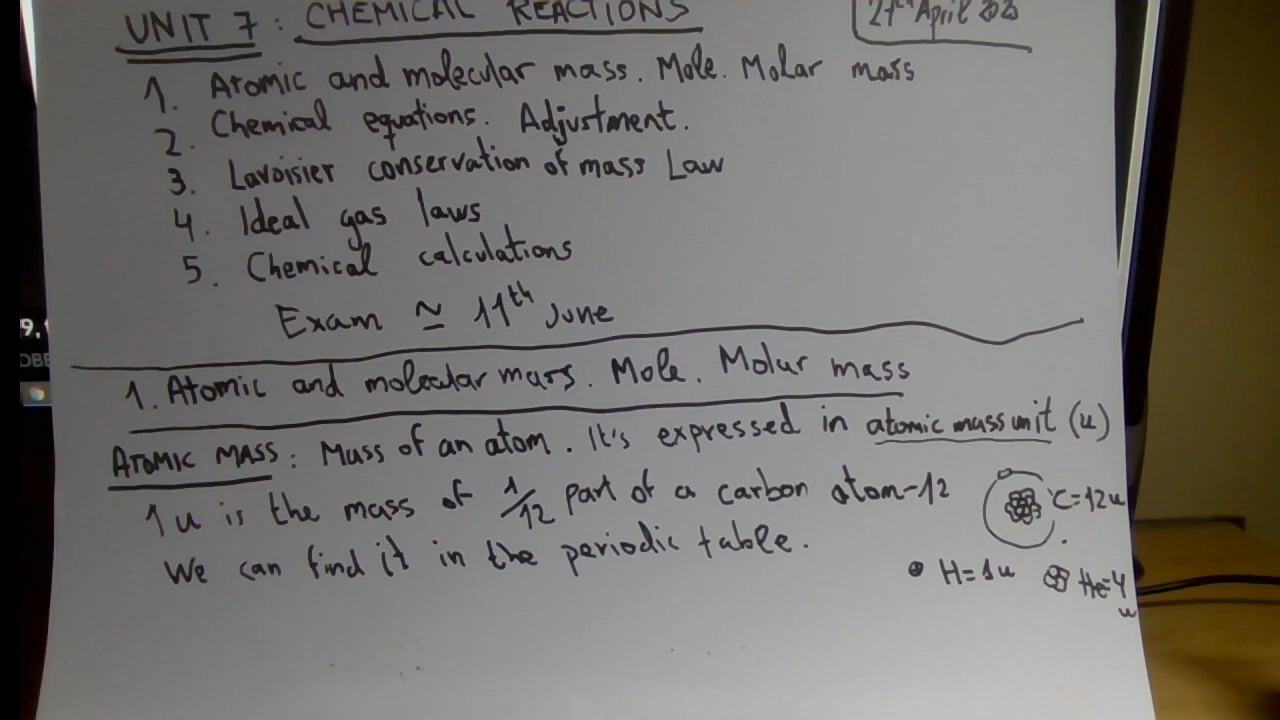 UNIT 7 : CHEMICAL REACTIONS
27th April 2020
1. Atomic and molecular mass. Mole. Molar mass
2. Chemical equations. Adjustment.
3. Lavoisier conservation of mass Law
4. Ideal gas laws
5. Chemical calculations
Exam ≃ 11th June
1. Atomic and molecular mass. Mole. Molar mass
ATOMIC MASS : Mass of an atom. It's expressed in atomic mass unit (u)
1 u is the mass of 1/12 part of a carbon atom-12
C=12u
We can find it in the periodic table.
H=1u
He=4u
9,